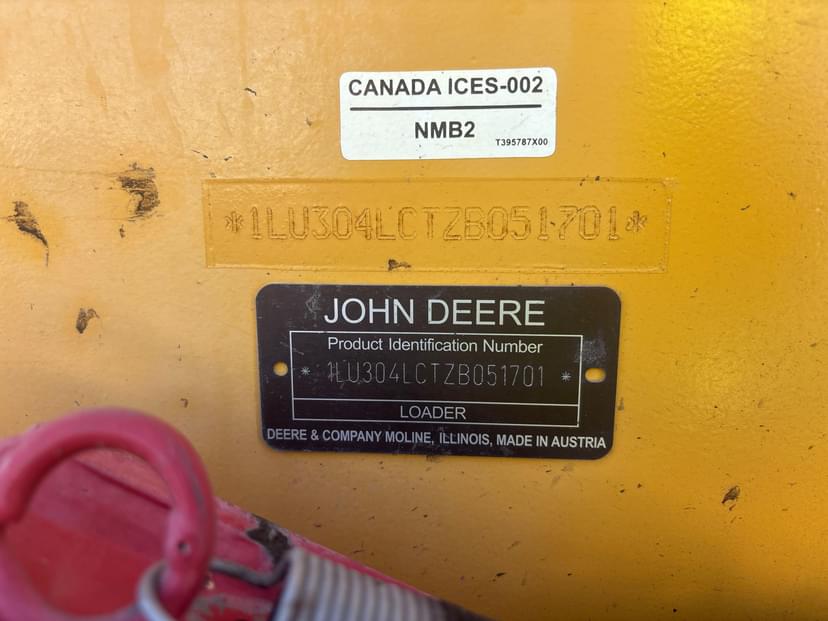 CANADA ICES-002
NMB2
T395787X00
*1LU304LCTZB051701*
JOHN DEERE
Product Identification Number
* 1LU304LCTZB051701 *
LOADER
DEERE & COMPANY MOLINE, ILLINOIS, MADE IN AUSTRIA